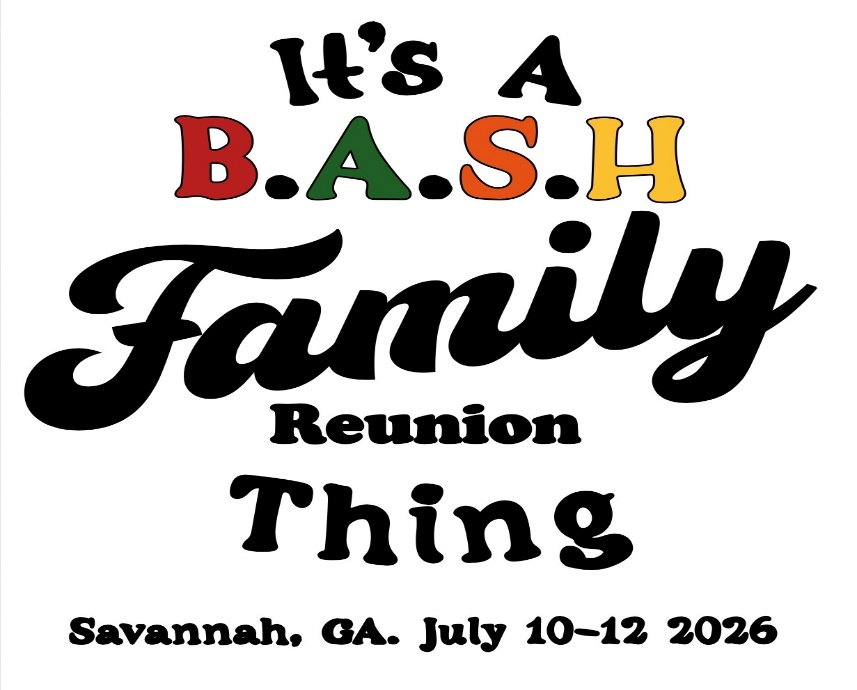 It's A
B.A.S.H
Family
Reunion
Thing
Savannah, GA. July 10-12 2026